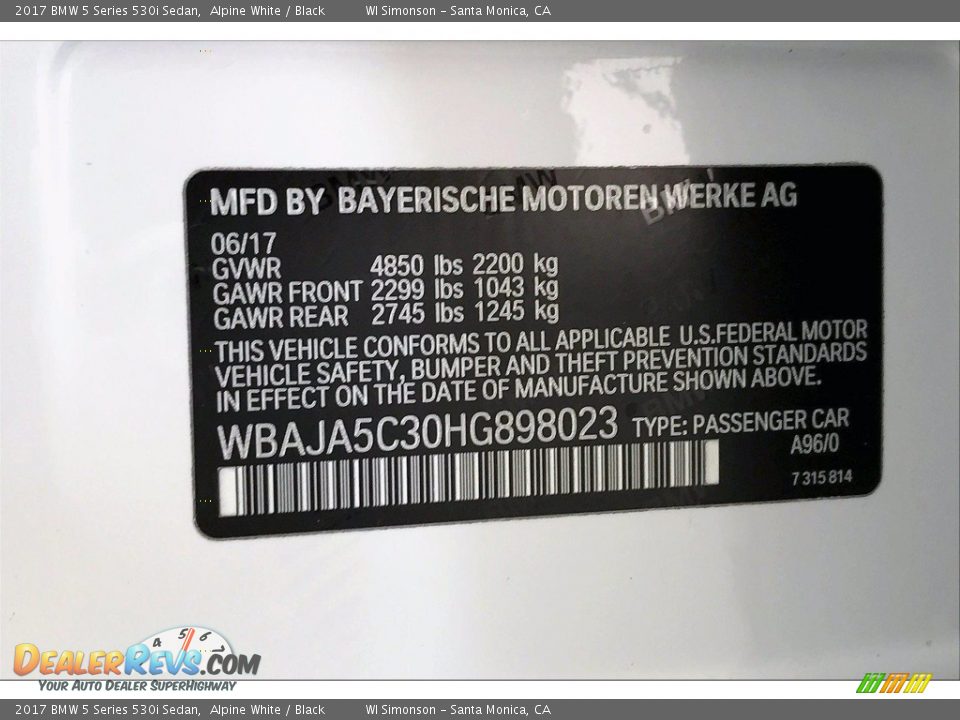 2017 BMW 5 Series 530i Sedan, Alpine White / Black WI Simonson - Santa Monica, CA
MFD BY BAYERISCHE MOTOREN WERKE AG
06/17
GVWR 4850 lbs 2200 kg
GAWR FRONT 2299 lbs 1043 kg
GAWR REAR 2745 lbs 1245 kg
THIS VEHICLE CONFORMS TO ALL APPLICABLE U.S.FEDERAL MOTOR
VEHICLE SAFETY, BUMPER AND THEFT PREVENTION STANDARDS
IN EFFECT ON THE DATE OF MANUFACTURE SHOWN ABOVE.
WBAJA5C30HG898023 TYPE: PASSENGER CAR
A96/0
7 315 814
4 5 6 7
DEALERREVS.COM
YOUR AUTO DEALER SUPERHIGHWAY
2017 BMW 5 Series 530i Sedan, Alpine White / Black WI Simonson - Santa Monica, CA